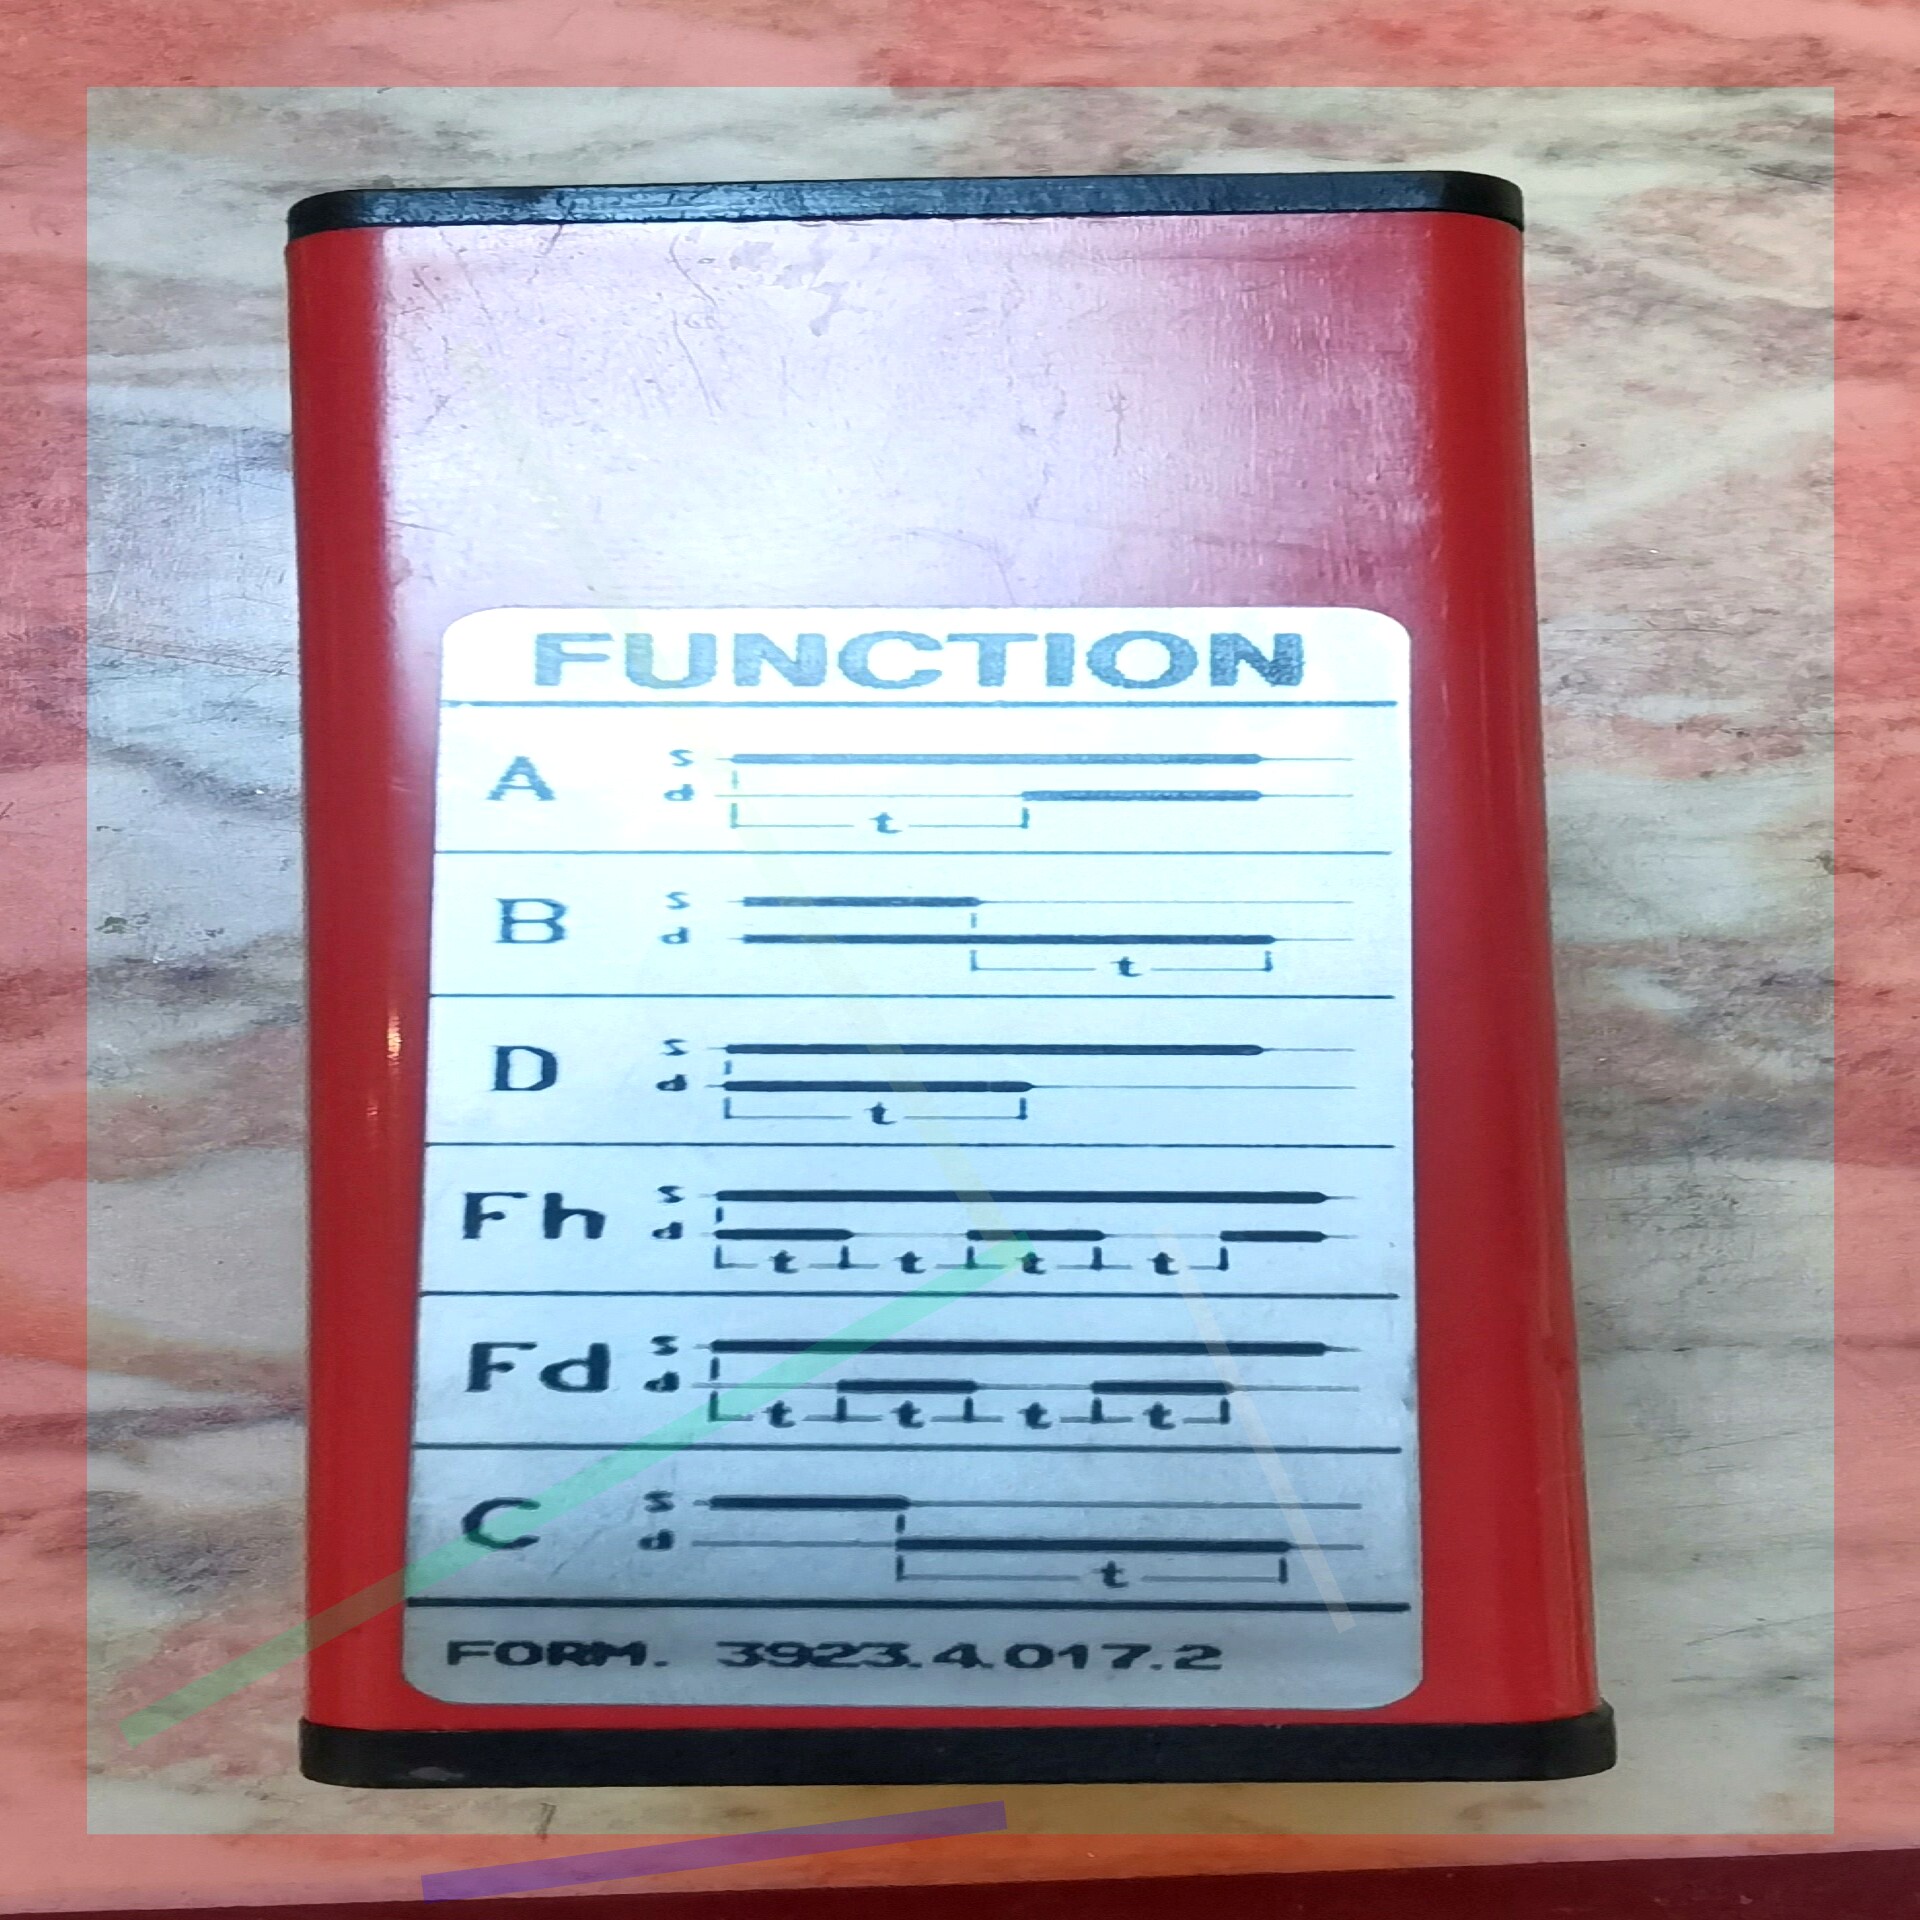 FUNCTION
A s
d
t
B s
d
t
D s
d
t
Fh s
d
t t t t
Fd s
d
t t t t
C s
d
t
FORM. 3923.4.017.2